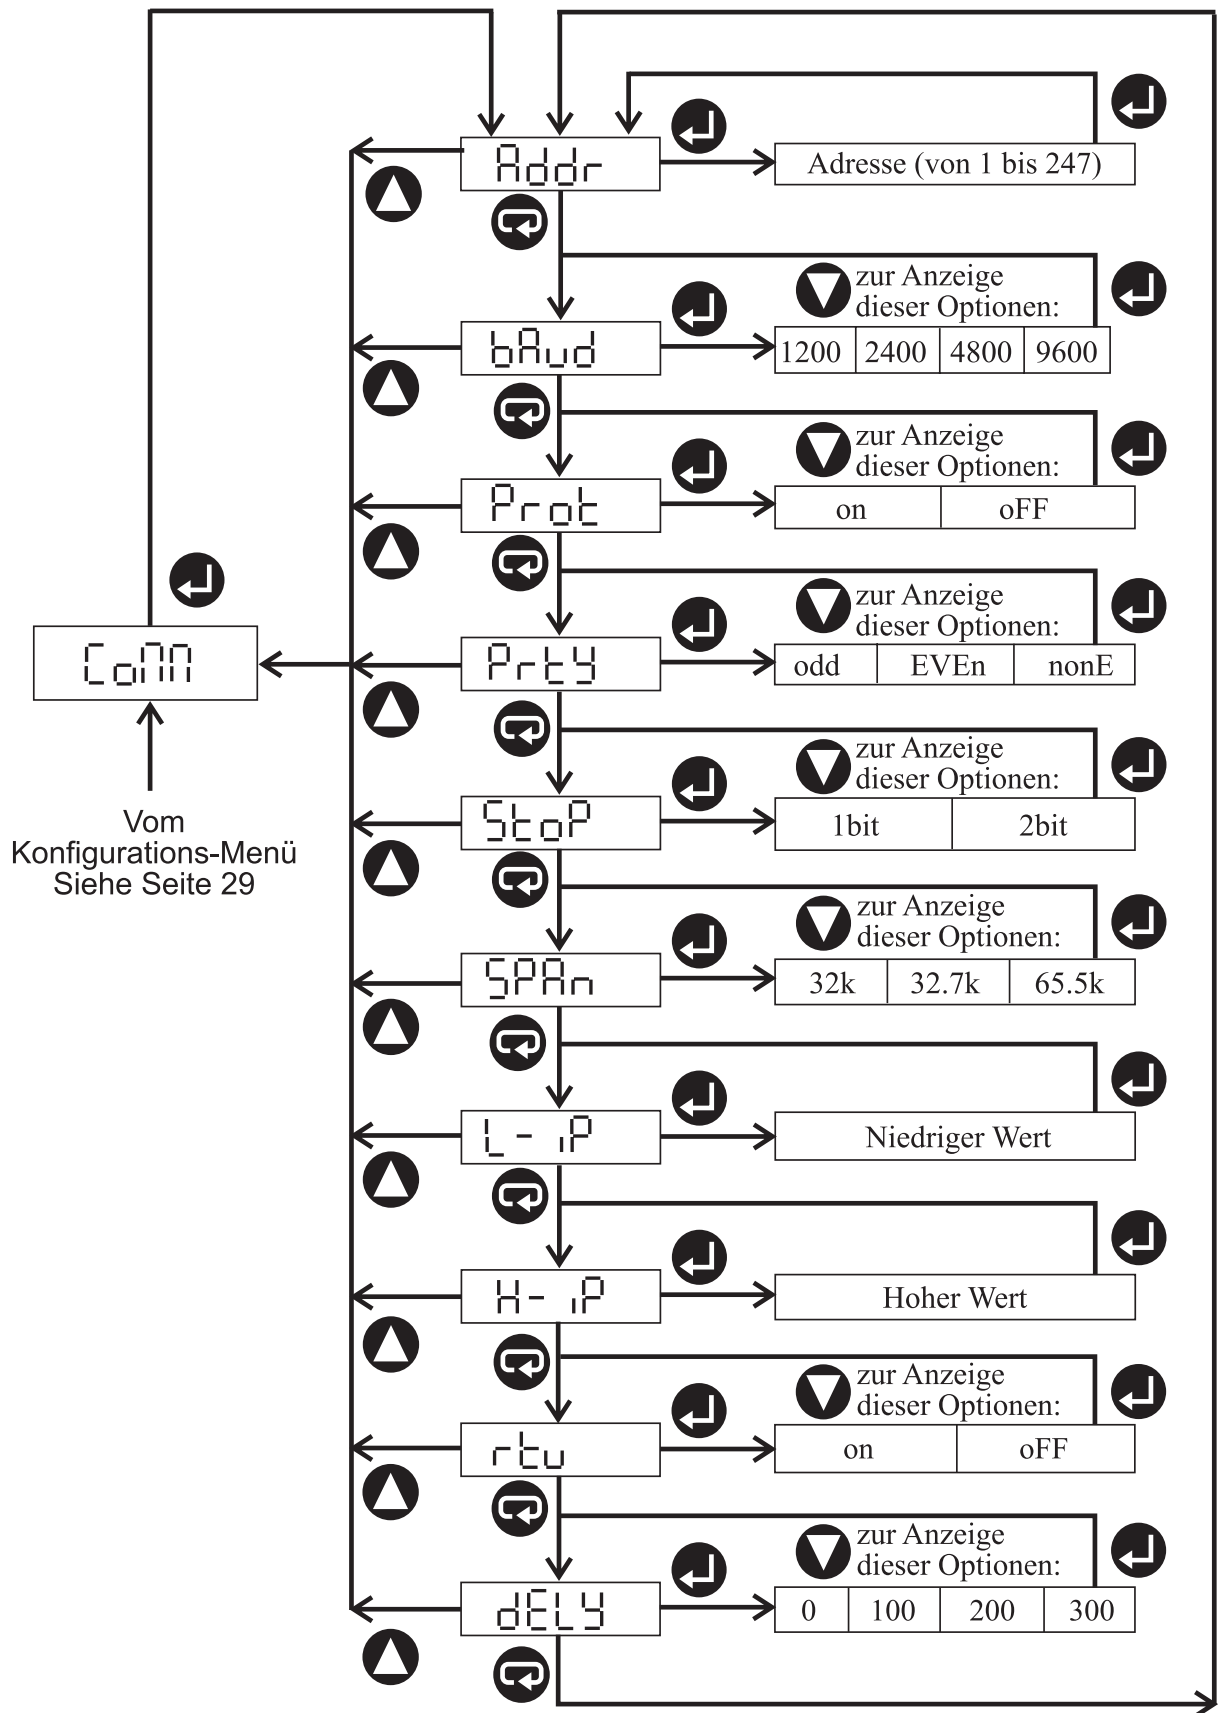 Addr
Adresse (von 1 bis 247)
zur Anzeige
dieser Optionen:
bAud
1200 2400 4800 9600
zur Anzeige
dieser Optionen:
Prot
on oFF
zur Anzeige
dieser Optionen:
CoMM
PrtY
odd EVEn nonE
Vom
Konfigurations-Menü
Siehe Seite 29
zur Anzeige
dieser Optionen:
StoP
1bit 2bit
zur Anzeige
dieser Optionen:
SPAn
32k 32.7k 65.5k
L-iP
Niedriger Wert
H-iP
Hoher Wert
zur Anzeige
dieser Optionen:
rtu
on oFF
zur Anzeige
dieser Optionen:
dELY
0 100 200 300